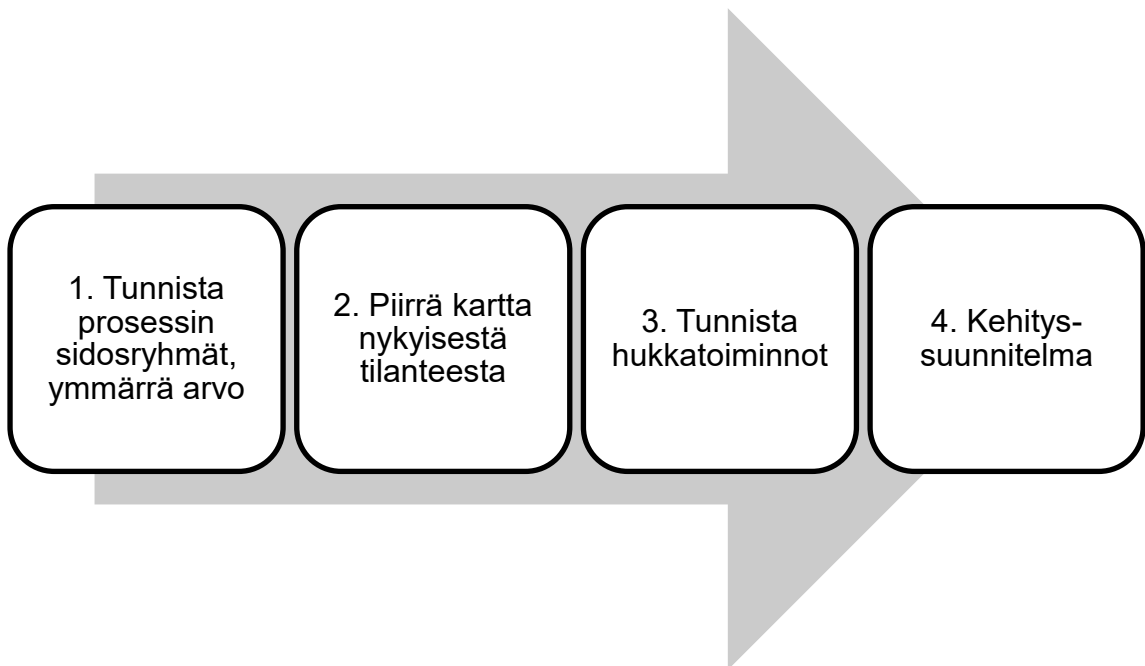 1. Tunnista
prosessin
sidosryhmät,
ymmärrä arvo
2. Piirrä kartta
nykyisestä
tilanteesta
3. Tunnista
hukkatoiminnot
4. Kehitys-
suunnitelma